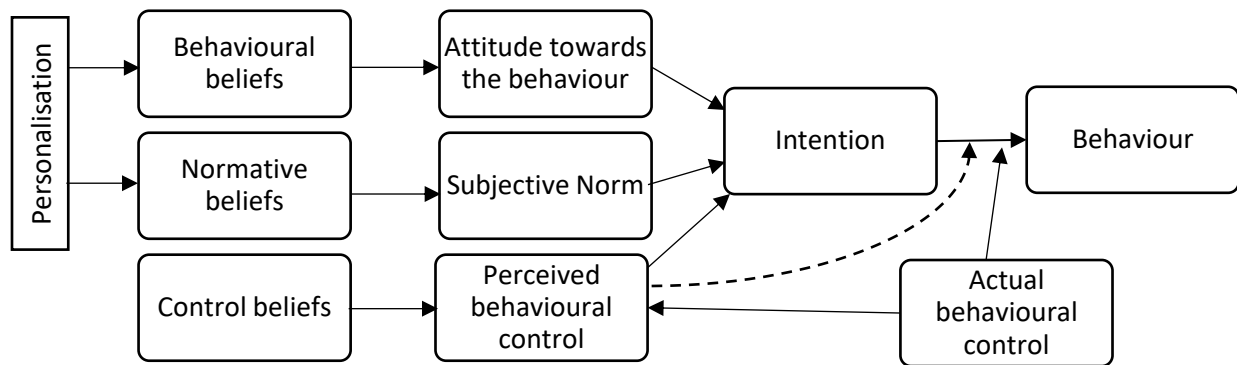 Personalisation
Behavioural
beliefs
Attitude towards
the behaviour
Normative
beliefs
Subjective Norm
Control beliefs
Perceived
behavioural
control
Intention
Behaviour
Actual
behavioural
control